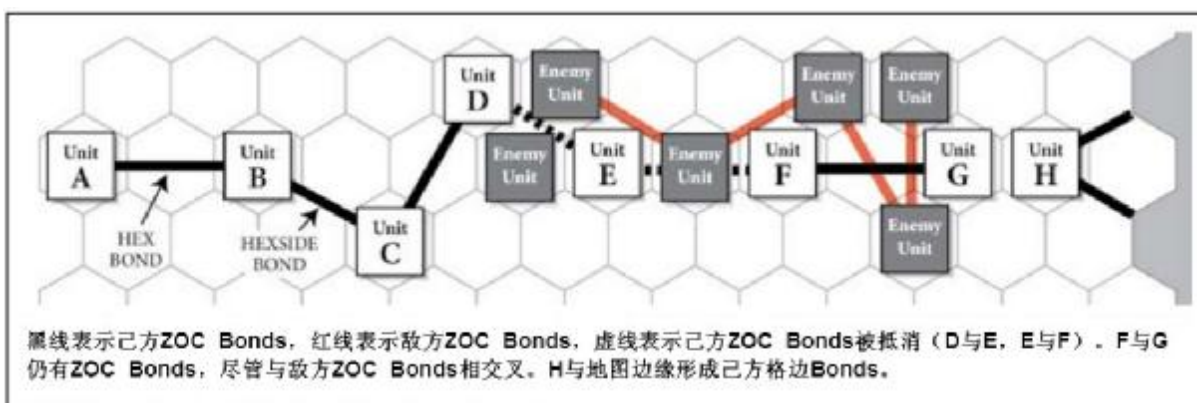 Unit
D
Enemy
Unit
Enemy
Unit
Enemy
Unit
Unit
A
Unit
B
Enemy
Unit
Unit
E
Enemy
Unit
Unit
F
Unit
G
Unit
H
Unit
C
Enemy
Unit
HEX
BOND
HEXSIDE
BOND
黑线表示己方ZOC Bonds，红线表示敌方ZOC Bonds，虚线表示己方ZOC Bonds被抵消（D与E，E与F）．F与G
仍有ZOC Bonds，尽管与敌方ZOC Bonds相交叉。H与地图边缘形成己方格边Bonds。